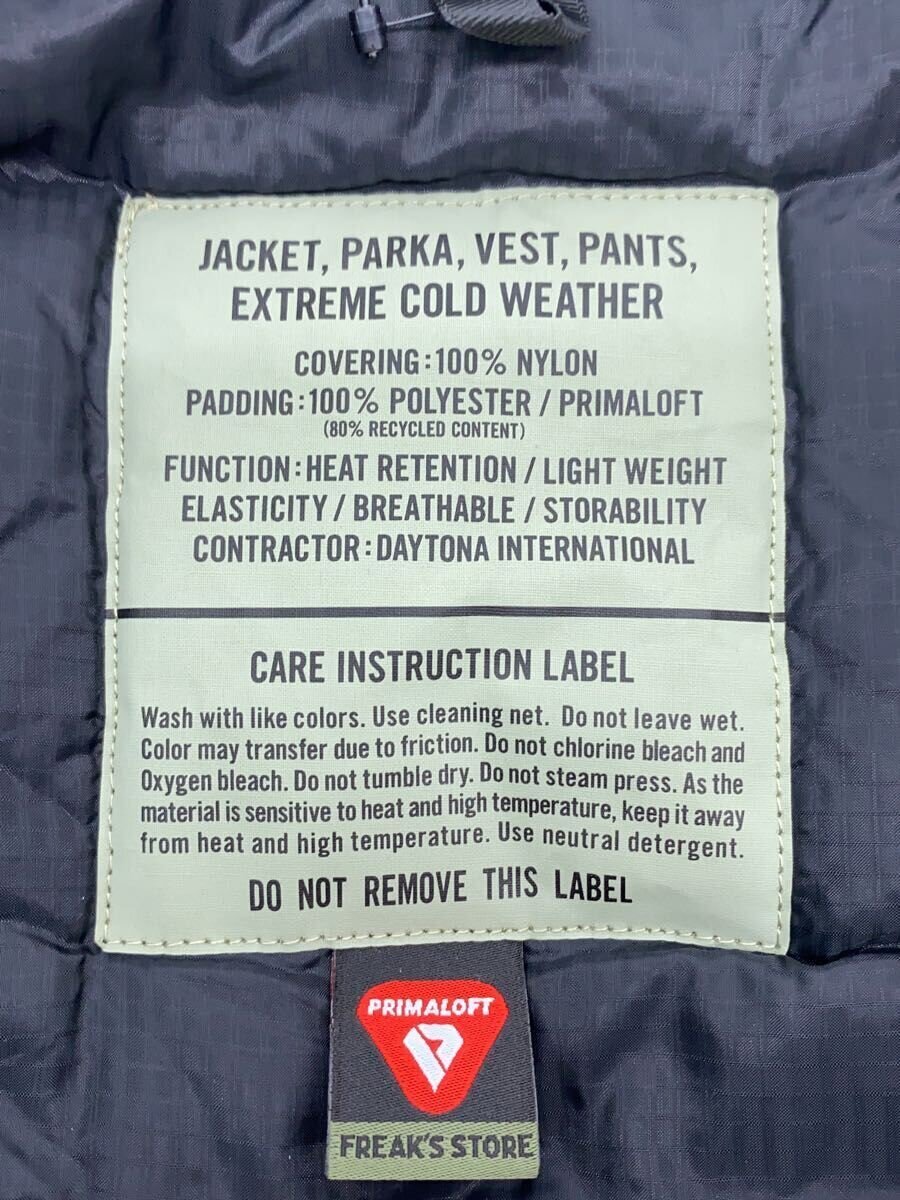 JACKET, PARKA, VEST, PANTS,
EXTREME COLD WEATHER
COVERING:100% NYLON
PADDING:100% POLYESTER / PRIMALOFT
(80% RECYCLED CONTENT)
FUNCTION:HEAT RETENTION / LIGHT WEIGHT
ELASTICITY / BREATHABLE / STORABILITY
CONTRACTOR:DAYTONA INTERNATIONAL
CARE INSTRUCTION LABEL
Wash with like colors. Use cleaning net. Do not leave wet.
Color may transfer due to friction. Do not chlorine bleach and
Oxygen bleach. Do not tumble dry. Do not steam press. As the
material is sensitive to heat and high temperature, keep it away
from heat and high temperature. Use neutral detergent.
DO NOT REMOVE THIS LABEL
PRIMALOFT
FREAK'S STORE